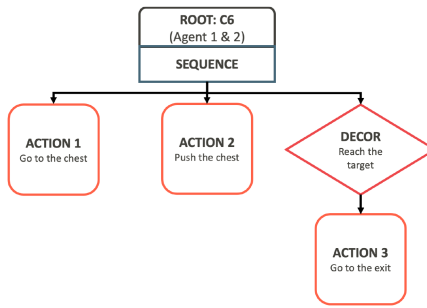 ROOT: C6
(Agent 1 & 2)
SEQUENCE
ACTION 1
Go to the chest
ACTION 2
Push the chest
DECOR
Reach the
target
ACTION 3
Go to the exit